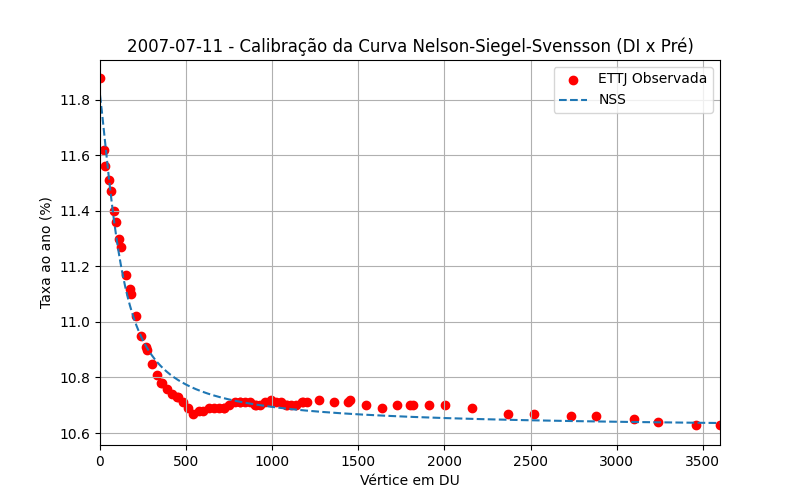 2007-07-11 - Calibração da Curva Nelson-Siegel-Svensson (DI x Pré)
ETTJ Observada
NSS
Taxa ao ano (%)
11.8
11.6
11.4
11.2
11.0
10.8
10.6
0 500 1000 1500 2000 2500 3000 3500
Vértice em DU